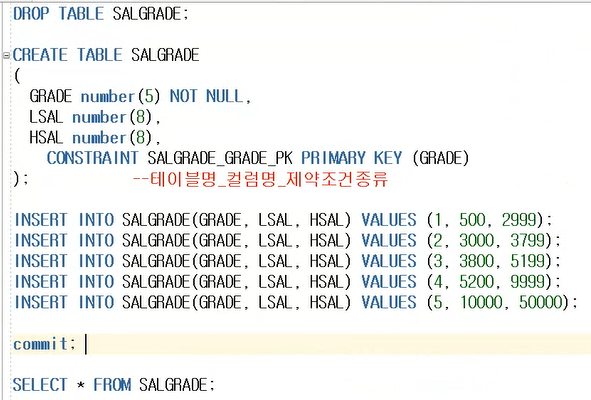 DROP TABLE SALGRADE;
CREATE TABLE SALGRADE
(
GRADE number(5) NOT NULL,
LSAL number(8),
HSAL number(8),
CONSTRAINT SALGRADE_GRADE_PK PRIMARY KEY (GRADE)
); --테이블명_컬럼명_제약조건종류
INSERT INTO SALGRADE(GRADE, LSAL, HSAL) VALUES (1, 500, 2999);
INSERT INTO SALGRADE(GRADE, LSAL, HSAL) VALUES (2, 3000, 3799);
INSERT INTO SALGRADE(GRADE, LSAL, HSAL) VALUES (3, 3800, 5199);
INSERT INTO SALGRADE(GRADE, LSAL, HSAL) VALUES (4, 5200, 9999);
INSERT INTO SALGRADE(GRADE, LSAL, HSAL) VALUES (5, 10000, 50000);
commit;
SELECT * FROM SALGRADE;